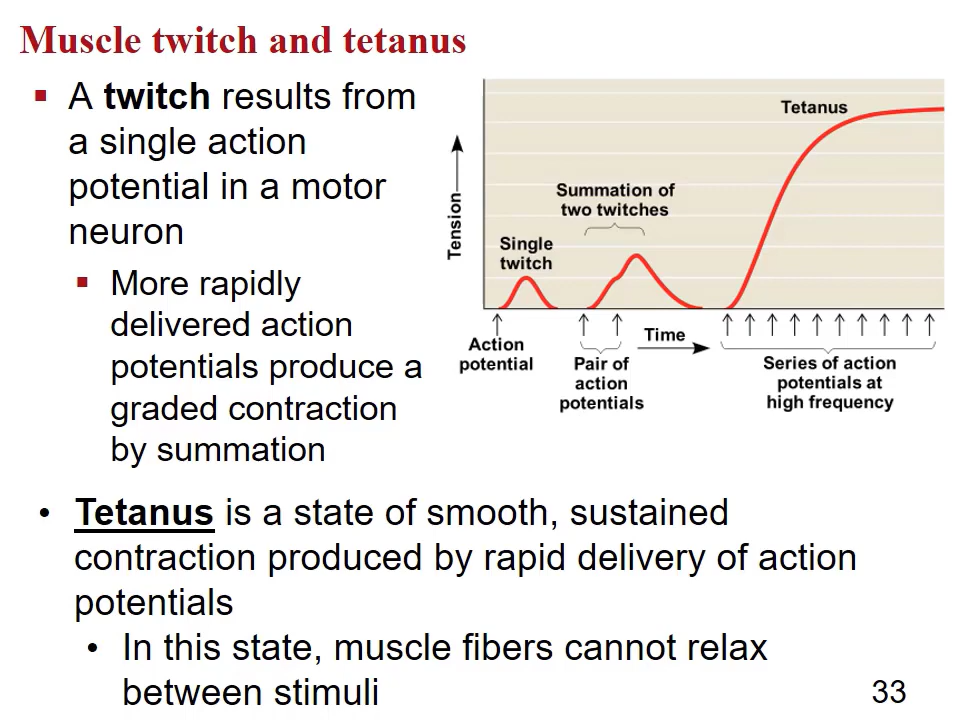 Muscle twitch and tetanus
▪ A twitch results from
a single action
potential in a motor
neuron
▪ More rapidly
delivered action
potentials produce a
graded contraction
by summation
Tension
Single
twitch
Summation of
two twitches
Tetanus
Action
potential
Pair of
action
potentials
Time
Series of action
potentials at
high frequency
• Tetanus is a state of smooth, sustained
contraction produced by rapid delivery of action
potentials
• In this state, muscle fibers cannot relax
between stimuli
33